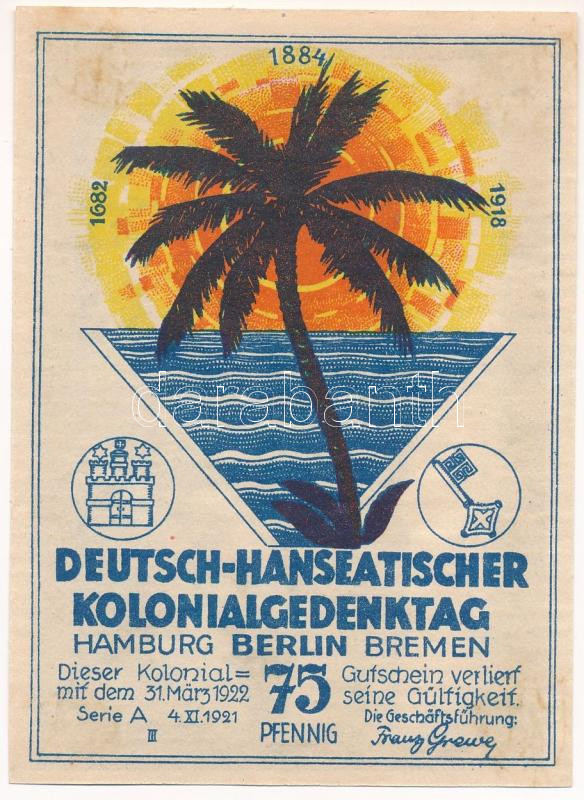 1884
1682
1918
darabanth
DEUTSCH-HANSEATISCHER
KOLONIALGEDENKTAG
HAMBURG BERLIN BREMEN
Dieser Kolonial= 75 Gutschein verliert
mit dem 31. März 1922 seine Gültigkeit.
Serie A 4. XI. 1921 PFENNIG Die Geschäftsführung:
III Franz Grewe